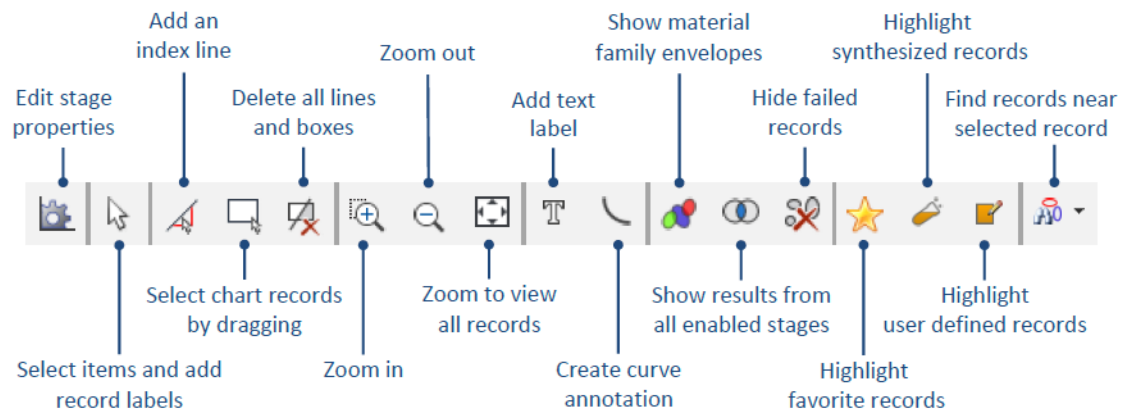 Add an
index line
Show material
family envelopes
Highlight
synthesized records
Zoom out
Edit stage
properties
Delete all lines
and boxes
Add text
label
Hide failed
records
Find records near
selected record
T
Select chart records
by dragging
Zoom to view
all records
Show results from
all enabled stages
Highlight
user defined records
Select items and add
record labels
Zoom in
Create curve
annotation
Highlight
favorite records